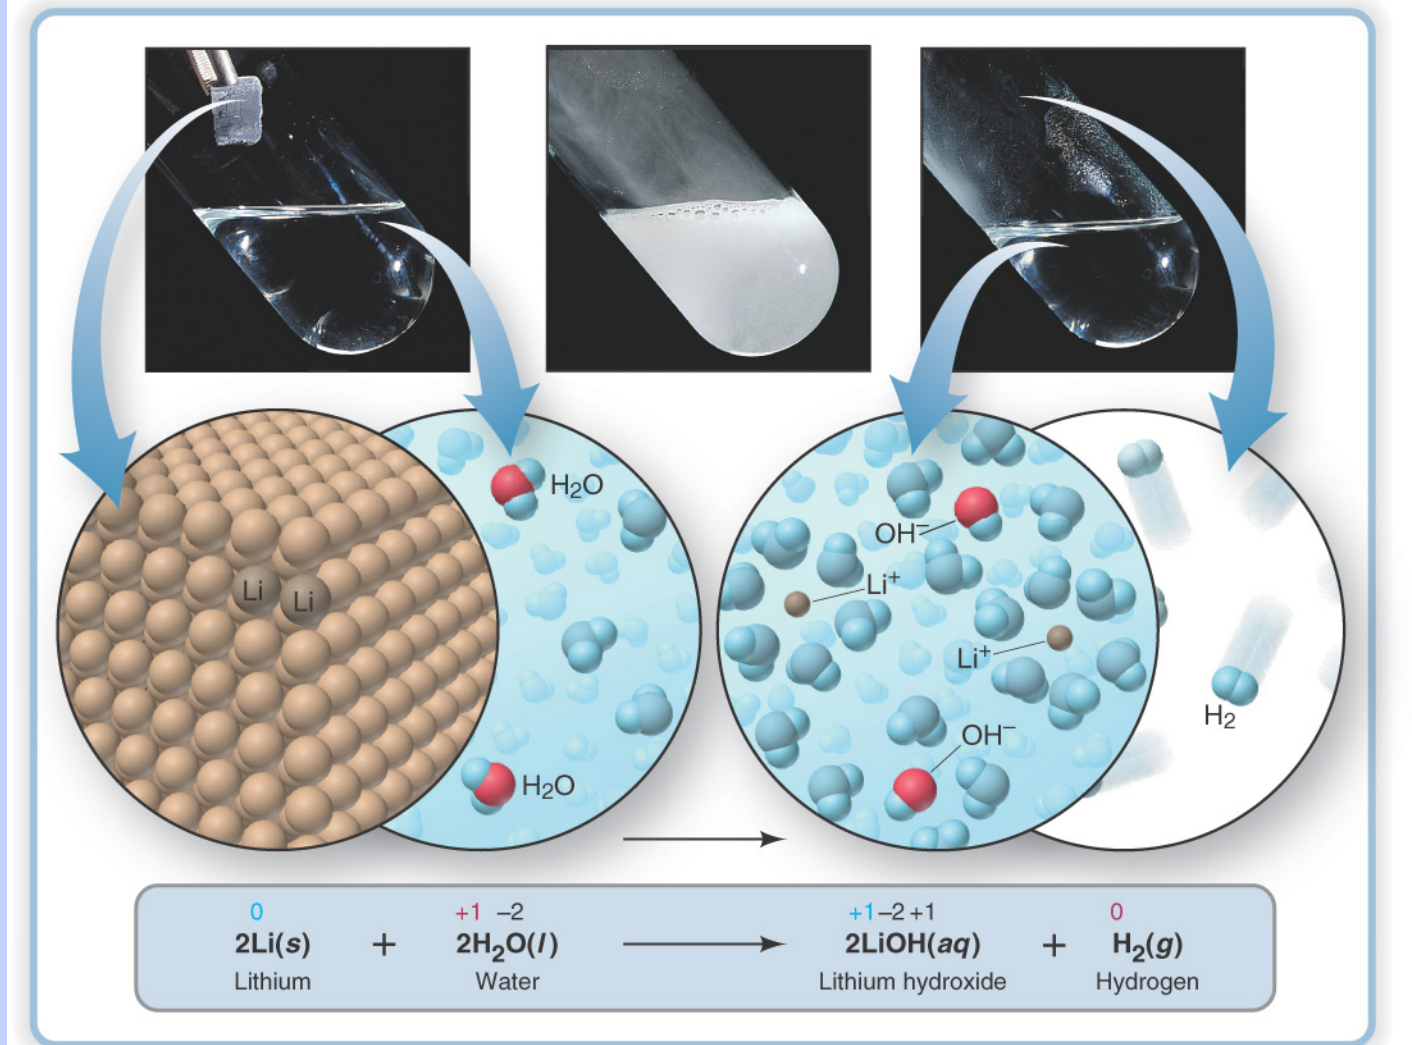 H₂O
Li
Li
OH⁻
Li⁺
Li⁺
H₂
OH⁻
H₂O
0 +1 –2 +1 –2 +1 0
2Li(s) + 2H₂O(l) ⟶ 2LiOH(aq) + H₂(g)
Lithium Water Lithium hydroxide Hydrogen